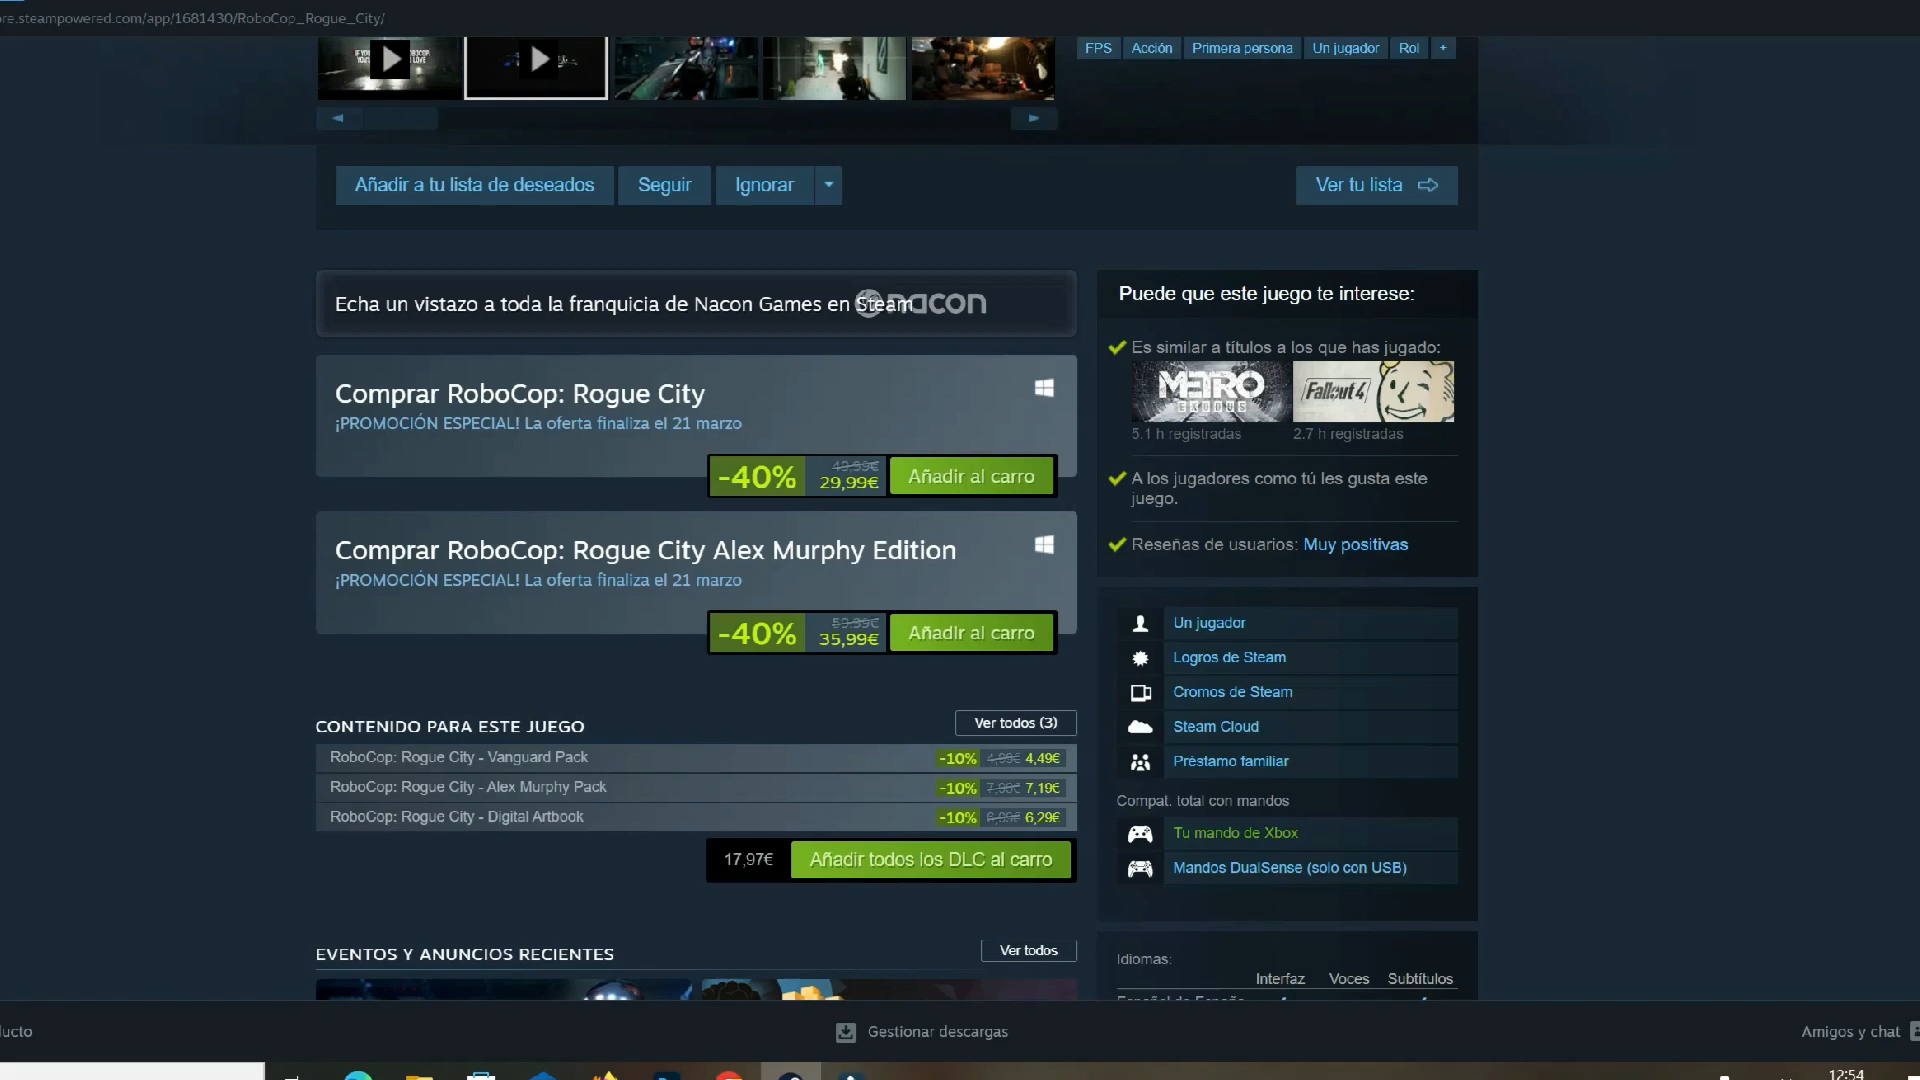 re.steampowered.com/app/1681430/RoboCop_Rogue_City/
FPS Acción Primera persona Un jugador Rol +
Añadir a tu lista de deseados Seguir Ignorar Ver tu lista
Echa un vistazo a toda la franquicia de Nacon Games en Steam
nacon
Comprar RoboCop: Rogue City
¡PROMOCIÓN ESPECIAL! La oferta finaliza el 21 marzo
-40% 49,99€ 29,99€ Añadir al carro
Comprar RoboCop: Rogue City Alex Murphy Edition
¡PROMOCIÓN ESPECIAL! La oferta finaliza el 21 marzo
-40% 59,99€ 35,99€ Añadir al carro
CONTENIDO PARA ESTE JUEGO Ver todos (3)
RoboCop: Rogue City - Vanguard Pack -10% 4,99€ 4,49€
RoboCop: Rogue City - Alex Murphy Pack -10% 7,99€ 7,19€
RoboCop: Rogue City - Digital Artbook -10% 6,99€ 6,29€
17,97€ Añadir todos los DLC al carro
EVENTOS Y ANUNCIOS RECIENTES Ver todos
Puede que este juego te interese:
Es similar a títulos a los que has jugado:
METRO EXODUS Fallout 4
5.1 h registradas 2.7 h registradas
A los jugadores como tú les gusta este
juego.
Reseñas de usuarios: Muy positivas
Un jugador
Logros de Steam
Cromos de Steam
Steam Cloud
Préstamo familiar
Compat. total con mandos
Tu mando de Xbox
Mandos DualSense (solo con USB)
Idiomas:
Interfaz Voces Subtítulos
Español de España
ucto Gestionar descargas Amigos y chat
12:54